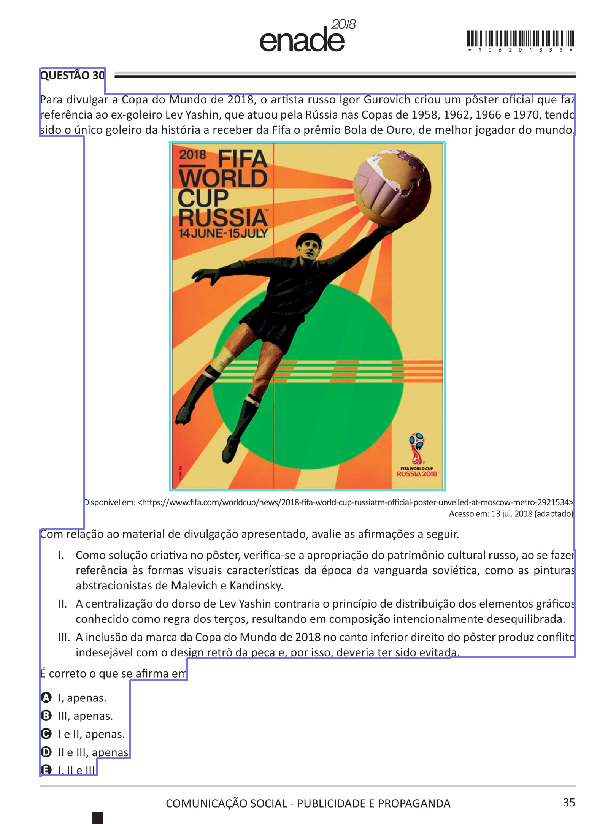 enade2018
QUESTÃO 30
Para divulgar a Copa do Mundo de 2018, o artista russo Igor Gurovich criou um pôster oficial que faz
referência ao ex-goleiro Lev Yashin, que atuou pela Rússia nas Copas de 1958, 1962, 1966 e 1970, tendo
sido o único goleiro da história a receber da Fifa o prêmio Bola de Ouro, de melhor jogador do mundo.
2018 FIFA
WORLD
CUP
RUSSIA
14 JUNE-15 JULY
FIFA WORLD CUP
RUSSIA 2018
Disponível em: <https://www.fifa.com/worldcup/news/2018-fifa-world-cup-russiatm-official-poster-unveiled-at-moscow-metro-2921534>
Acesso em: 13 jul. 2018 (adaptado)
Com relação ao material de divulgação apresentado, avalie as afirmações a seguir.
I. Como solução criativa no pôster, verifica-se a apropriação do patrimônio cultural russo, ao se fazer
referência às formas visuais características da época da vanguarda soviética, como as pinturas
abstracionistas de Malevich e Kandinsky.
II. A centralização do dorso de Lev Yashin contraria o princípio de distribuição dos elementos gráficos
conhecido como regra dos terços, resultando em composição intencionalmente desequilibrada.
III. A inclusão da marca da Copa do Mundo de 2018 no canto inferior direito do pôster produz conflito
indesejável com o design retrô da peça e, por isso, deveria ter sido evitada.
É correto o que se afirma em
A I, apenas.
B III, apenas.
C I e II, apenas.
D II e III, apenas
E I, II e III
COMUNICAÇÃO SOCIAL - PUBLICIDADE E PROPAGANDA 35